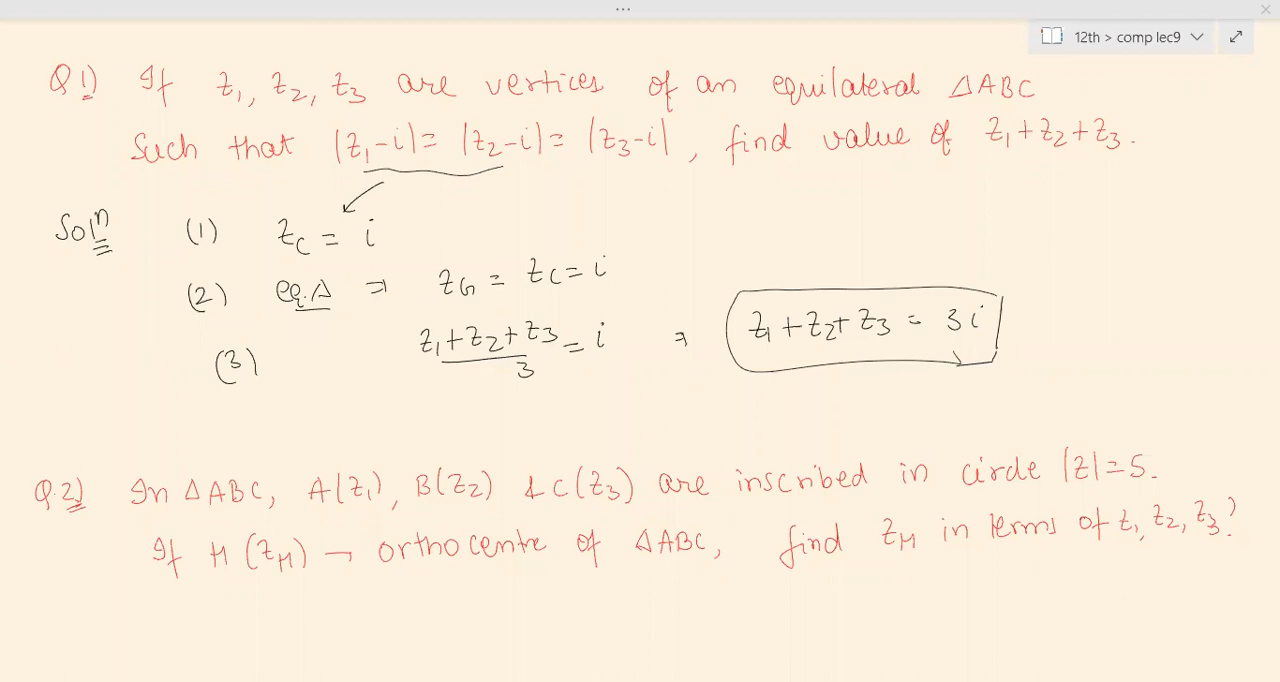 ...
12th > comp lec9
Q1) If z₁, z₂, z₃ are vertices of an equilateral △ABC
Such that |z₁-i| = |z₂-i| = |z₃-i|, find value of z₁+z₂+z₃.
Solⁿ (1) z_C = i
(2) eq.△ ⇒ z_G = z_C = i
(3) (z₁+z₂+z₃)/3 = i ⇒ z₁+z₂+z₃ = 3i
Q.2) In △ABC, A(z₁), B(z₂) & C(z₃) are inscribed in circle |z|=5.
If H(z_H) → orthocentre of △ABC, find z_H in terms of z₁, z₂, z₃?